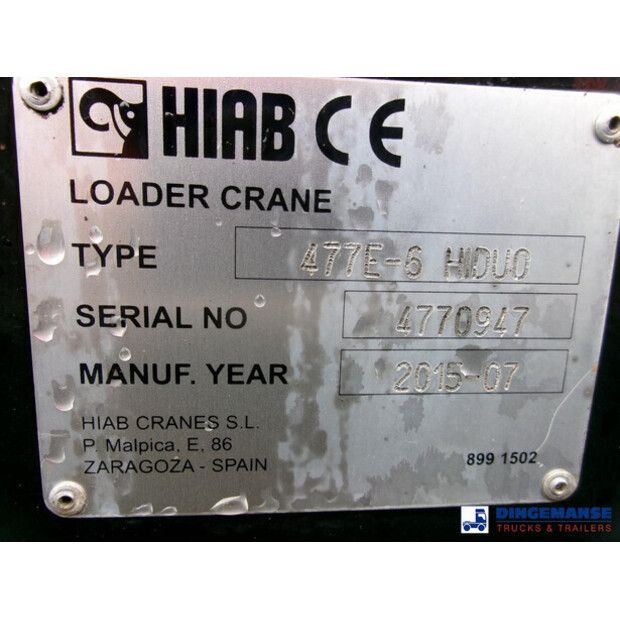 HIAB CE
LOADER CRANE
TYPE 477E-6 HIDUO
SERIAL NO 4770947
MANUF. YEAR 2015-07
HIAB CRANES S.L.
P. Malpica, E, 86
ZARAGOZA - SPAIN
899 1502
DINGEMANSE
TRUCKS & TRAILERS